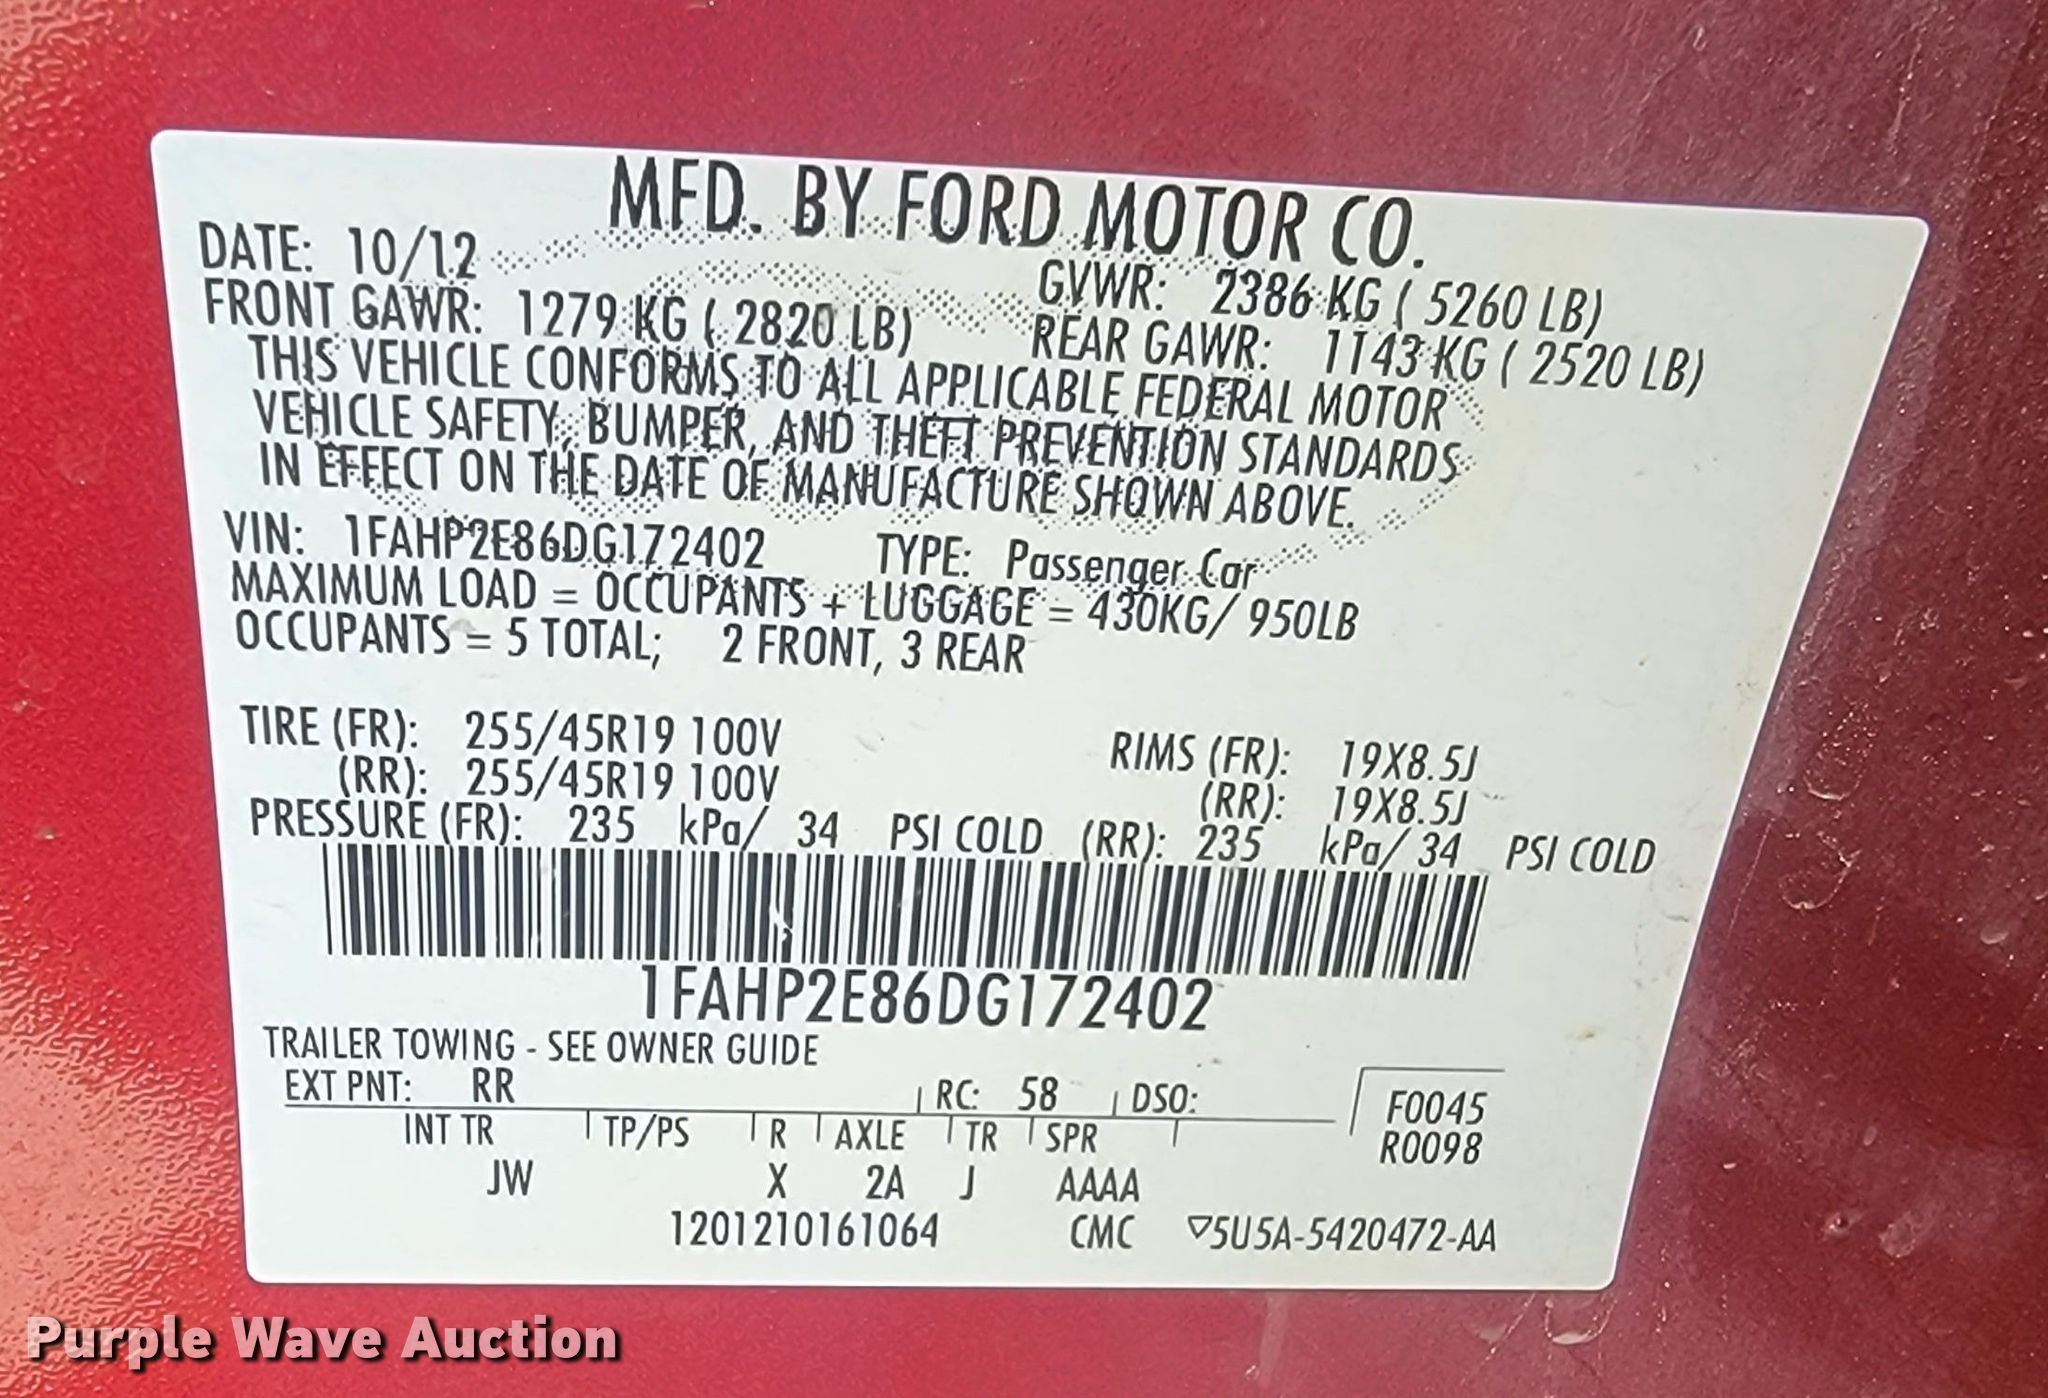 MFD. BY FORD MOTOR CO.
DATE: 10/12 GVWR: 2386 KG ( 5260 LB)
FRONT GAWR: 1279 KG ( 2820 LB) REAR GAWR: 1143 KG ( 2520 LB)
THIS VEHICLE CONFORMS TO ALL APPLICABLE FEDERAL MOTOR
VEHICLE SAFETY, BUMPER, AND THEFT PREVENTION STANDARDS
IN EFFECT ON THE DATE OF MANUFACTURE SHOWN ABOVE.
VIN: 1FAHP2E86DG172402 TYPE: Passenger Car
MAXIMUM LOAD = OCCUPANTS + LUGGAGE = 430KG/ 950LB
OCCUPANTS = 5 TOTAL; 2 FRONT, 3 REAR
TIRE (FR): 255/45R19 100V RIMS (FR): 19X8.5J
(RR): 255/45R19 100V (RR): 19X8.5J
PRESSURE (FR): 235 kPa/ 34 PSI COLD (RR): 235 kPa/ 34 PSI COLD
1FAHP2E86DG172402
TRAILER TOWING - SEE OWNER GUIDE
EXT PNT: RR RC: 58 DSO: F0045
INT TR TP/PS R AXLE TR SPR R0098
JW X 2A J AAAA
1201210161064 CMC ▽5U5A-5420472-AA
Purple Wave Auction